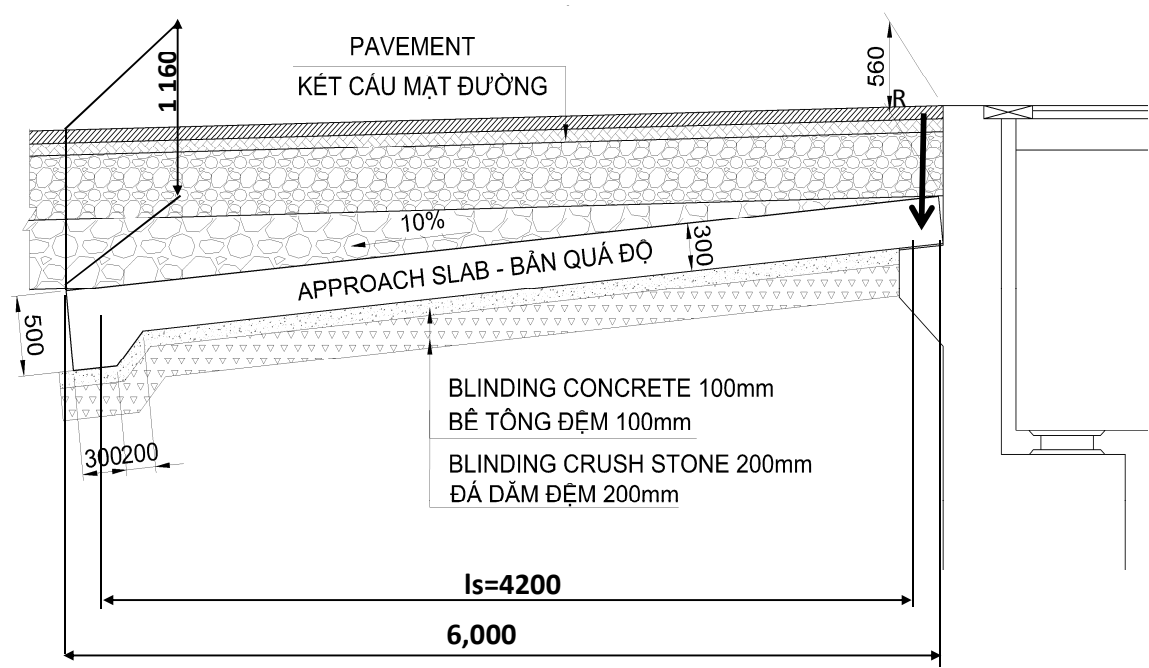 PAVEMENT
KẾT CẤU MẶT ĐƯỜNG
1 160
560
R
10%
300
APPROACH SLAB - BẢN QUÁ ĐỘ
500
BLINDING CONCRETE 100mm
BÊ TÔNG ĐỆM 100mm
300
200
BLINDING CRUSH STONE 200mm
ĐÁ DĂM ĐỆM 200mm
ls=4200
6,000